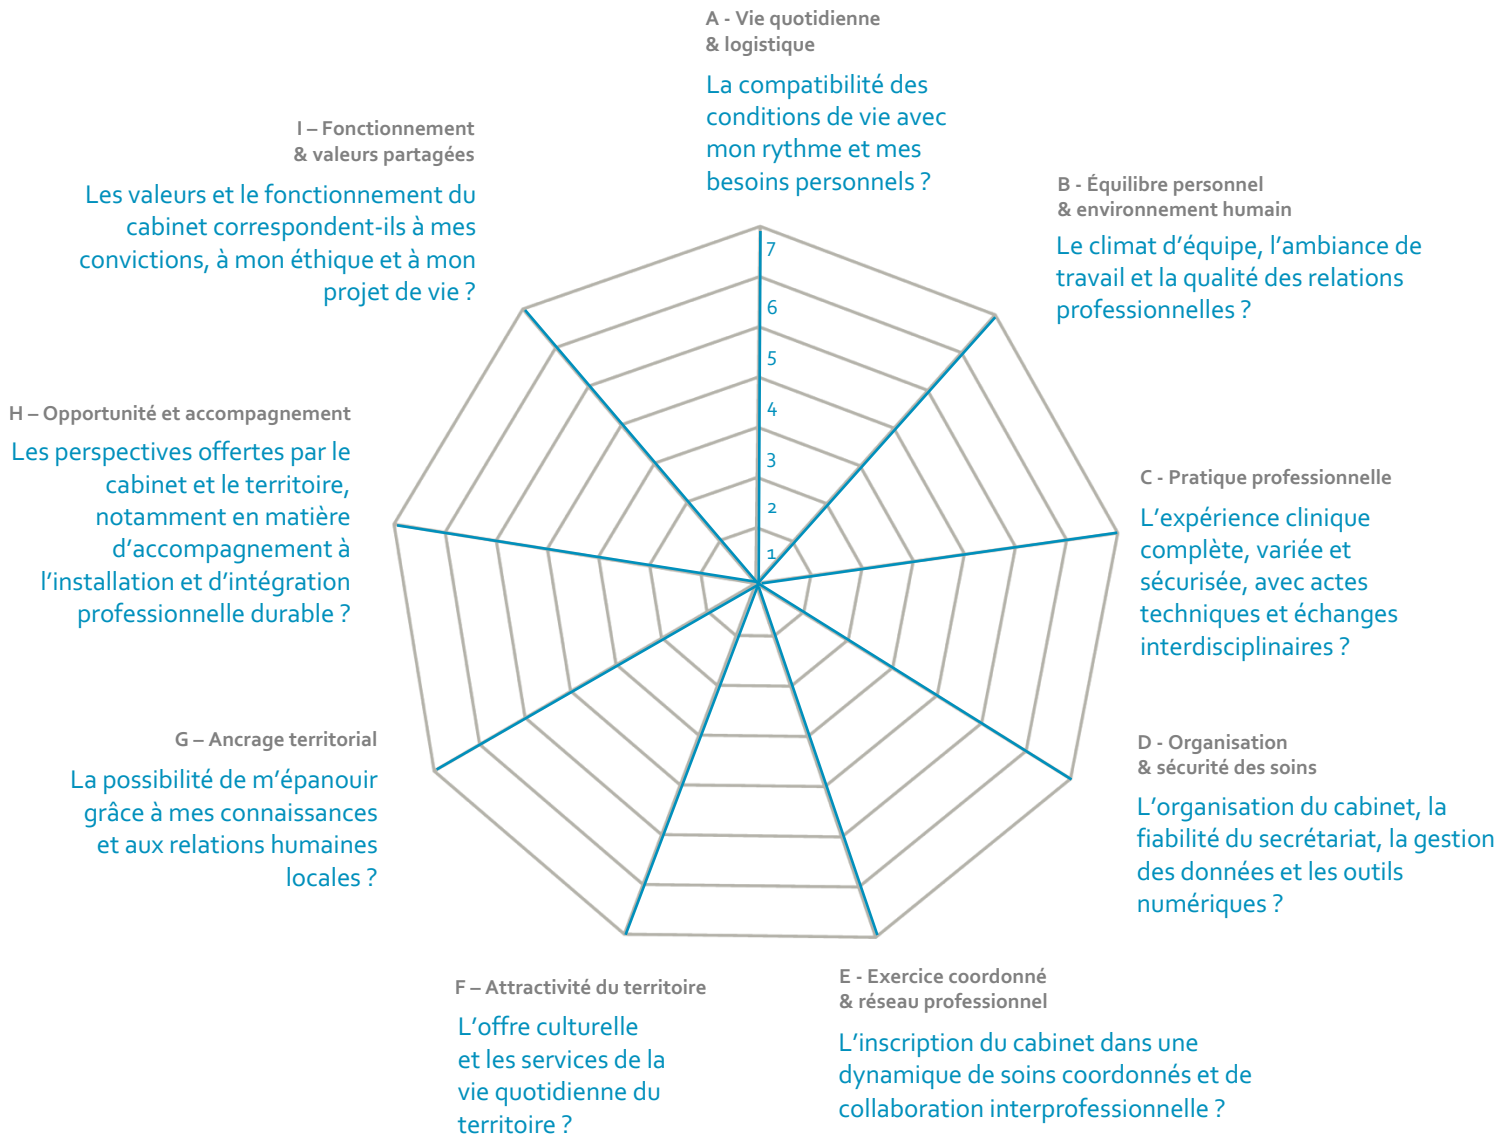 A - Vie quotidienne
& logistique
La compatibilité des
conditions de vie avec
mon rythme et mes
besoins personnels ?
B - Équilibre personnel
& environnement humain
Le climat d’équipe, l’ambiance de
travail et la qualité des relations
professionnelles ?
C - Pratique professionnelle
L’expérience clinique
complète, variée et
sécurisée, avec actes
techniques et échanges
interdisciplinaires ?
D - Organisation
& sécurité des soins
L’organisation du cabinet, la
fiabilité du secrétariat, la gestion
des données et les outils
numériques ?
E - Exercice coordonné
& réseau professionnel
L’inscription du cabinet dans une
dynamique de soins coordonnés et de
collaboration interprofessionnelle ?
F – Attractivité du territoire
L’offre culturelle
et les services de la
vie quotidienne du
territoire ?
G – Ancrage territorial
La possibilité de m’épanouir
grâce à mes connaissances
et aux relations humaines
locales ?
H – Opportunité et accompagnement
Les perspectives offertes par le
cabinet et le territoire,
notamment en matière
d’accompagnement à
l’installation et d’intégration
professionnelle durable ?
I – Fonctionnement
& valeurs partagées
Les valeurs et le fonctionnement du
cabinet correspondent-ils à mes
convictions, à mon éthique et à mon
projet de vie ?
7
6
5
4
3
2
1